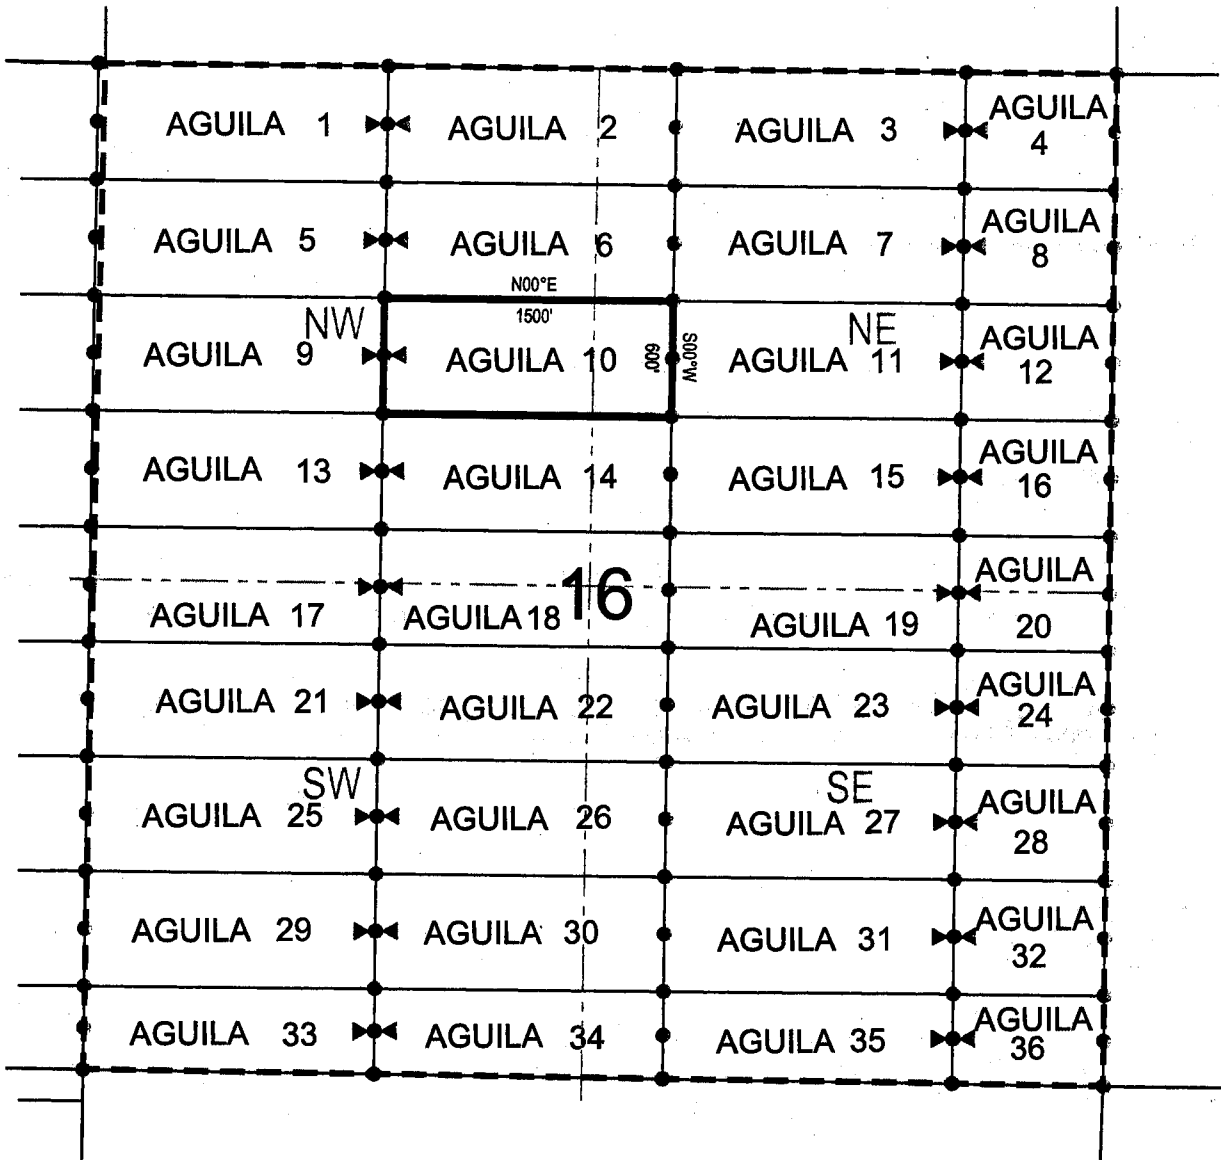 AGUILA 1
AGUILA 2
AGUILA 3
AGUILA
4
AGUILA 5
AGUILA 6
AGUILA 7
AGUILA
8
N00°E
1500'
NW
AGUILA 9
AGUILA 10
600'
S00°W
NE
AGUILA 11
AGUILA
12
AGUILA 13
AGUILA 14
AGUILA 15
AGUILA
16
16
AGUILA 17
AGUILA 18
AGUILA 19
AGUILA
20
AGUILA 21
AGUILA 22
AGUILA 23
AGUILA
24
SW
AGUILA 25
AGUILA 26
SE
AGUILA 27
AGUILA
28
AGUILA 29
AGUILA 30
AGUILA 31
AGUILA
32
AGUILA 33
AGUILA 34
AGUILA 35
AGUILA
36